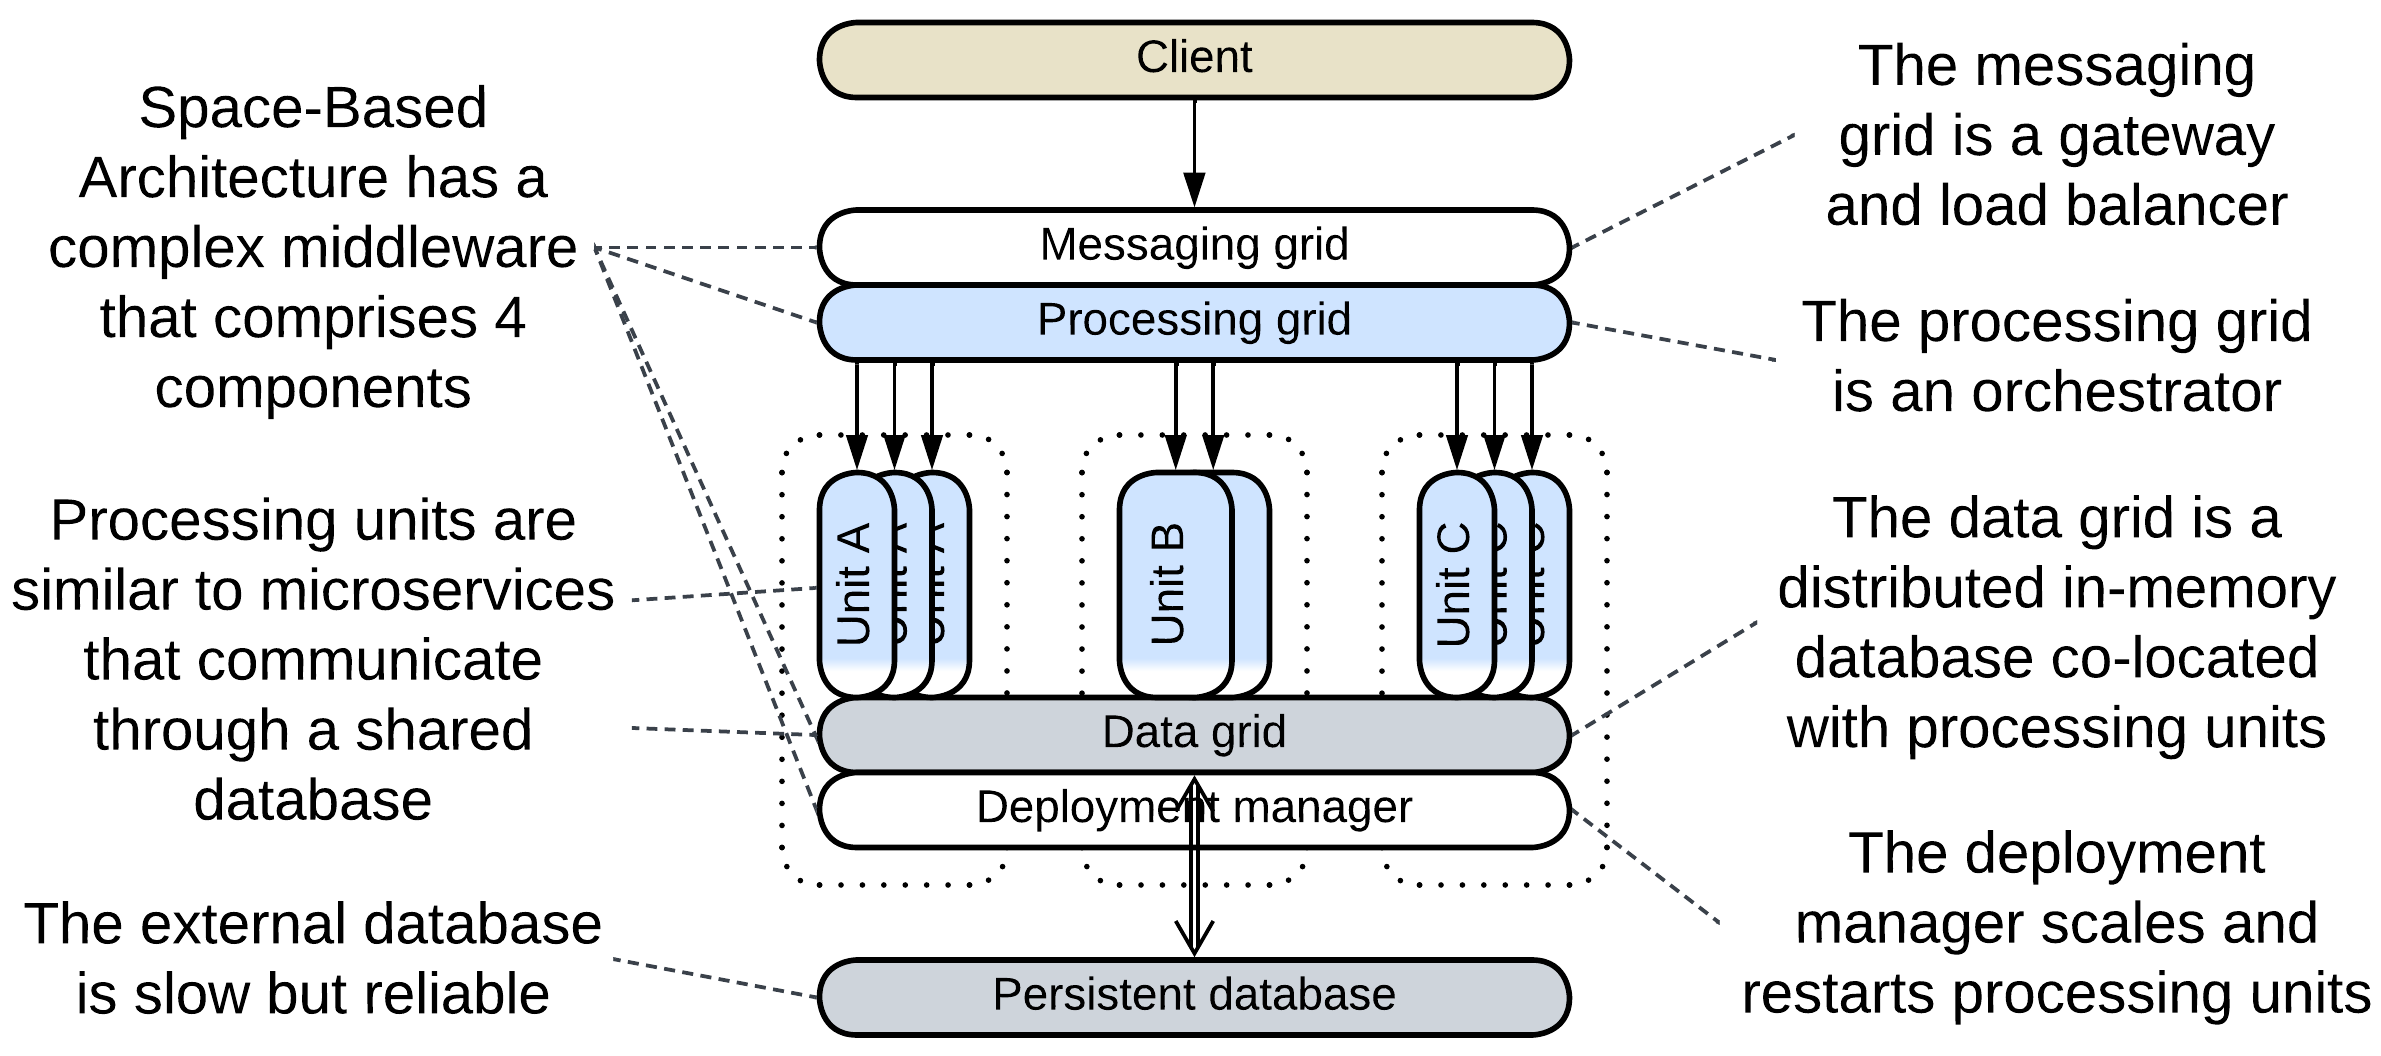 Client
Space-Based
Architecture has a
complex middleware
that comprises 4
components
The messaging
grid is a gateway
and load balancer
Messaging grid
Processing grid
The processing grid
is an orchestrator
Processing units are
similar to microservices
that communicate
through a shared
database
Unit A
Unit A
Unit A
Unit B
Unit C
Unit C
Unit C
The data grid is a
distributed in-memory
database co-located
with processing units
Data grid
Deployment manager
The deployment
manager scales and
restarts processing units
The external database
is slow but reliable
Persistent database